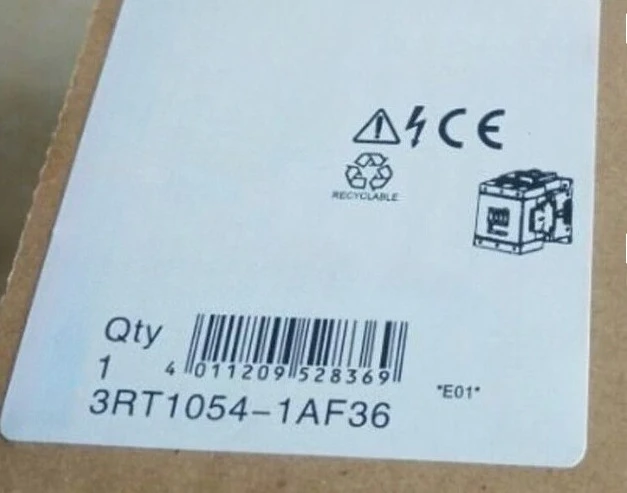 CE
RECYCLABLE
Qty
1
4 011209 528369
3RT1054-1AF36
*E01*